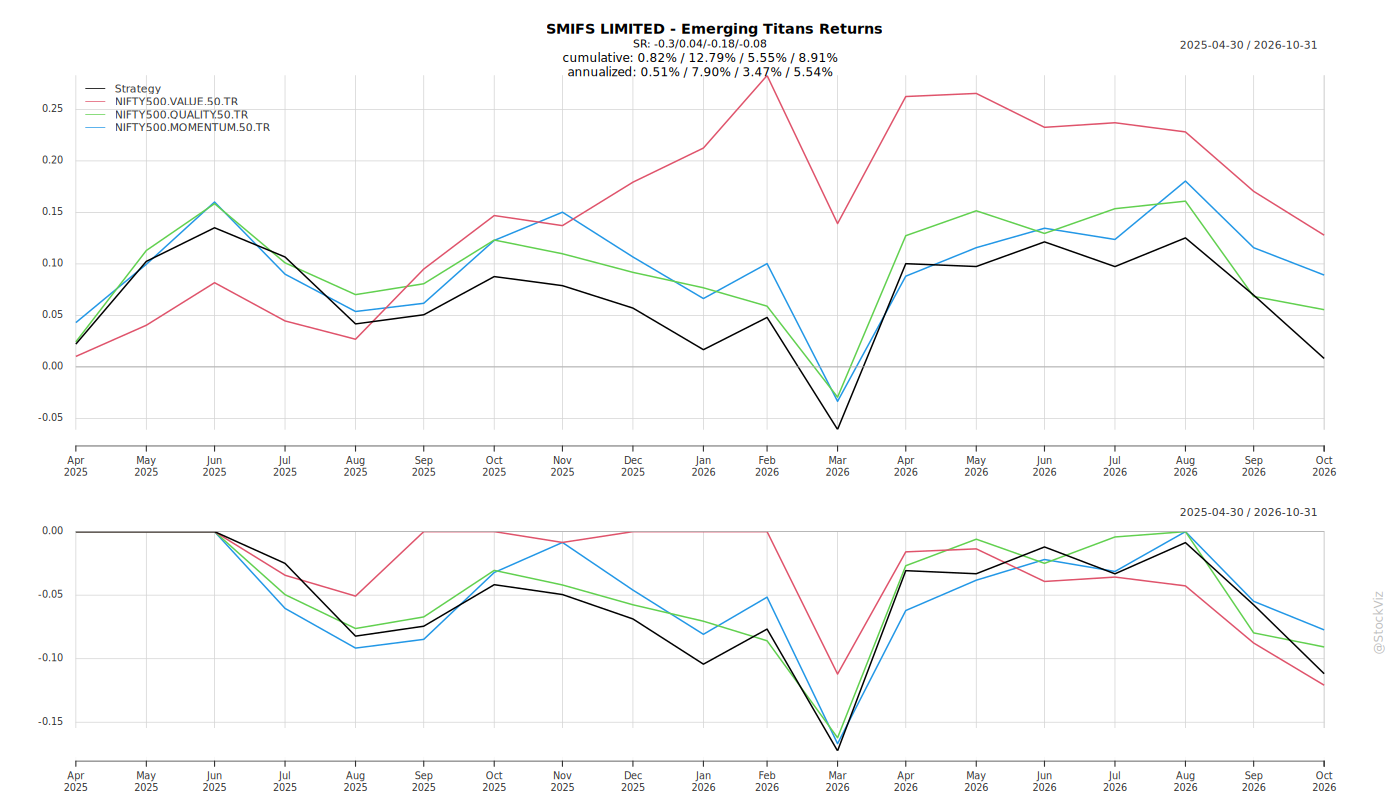 SMIFS LIMITED - Emerging Titans Returns
SR: -0.3/0.04/-0.18/-0.08
cumulative: 0.82% / 12.79% / 5.55% / 8.91%
annualized: 0.51% / 7.90% / 3.47% / 5.54%
2025-04-30 / 2026-10-31
Strategy
NIFTY500.VALUE.50.TR
NIFTY500.QUALITY50.TR
NIFTY500.MOMENTUM.50.TR
0.25
0.20
0.15
0.10
0.05
0.00
-0.05
Apr May Jun Jul Aug Sep Oct Nov Dec Jan Feb Mar Apr May Jun Jul Aug Sep Oct
2025 2025 2025 2025 2025 2025 2025 2025 2025 2026 2026 2026 2026 2026 2026 2026 2026 2026 2026
2025-04-30 / 2026-10-31
0.00
-0.05
-0.10
-0.15
Apr May Jun Jul Aug Sep Oct Nov Dec Jan Feb Mar Apr May Jun Jul Aug Sep Oct
2025 2025 2025 2025 2025 2025 2025 2025 2025 2026 2026 2026 2026 2026 2026 2026 2026 2026 2026
@StockViz